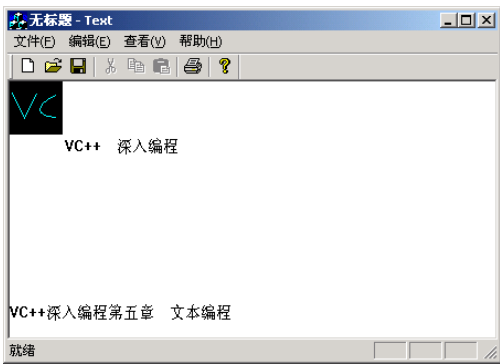 无标题 - Text
文件(F) 编辑(E) 查看(V) 帮助(H)
VC
VC++ 深入编程
VC++深入编程第五章 文本编程
就绪